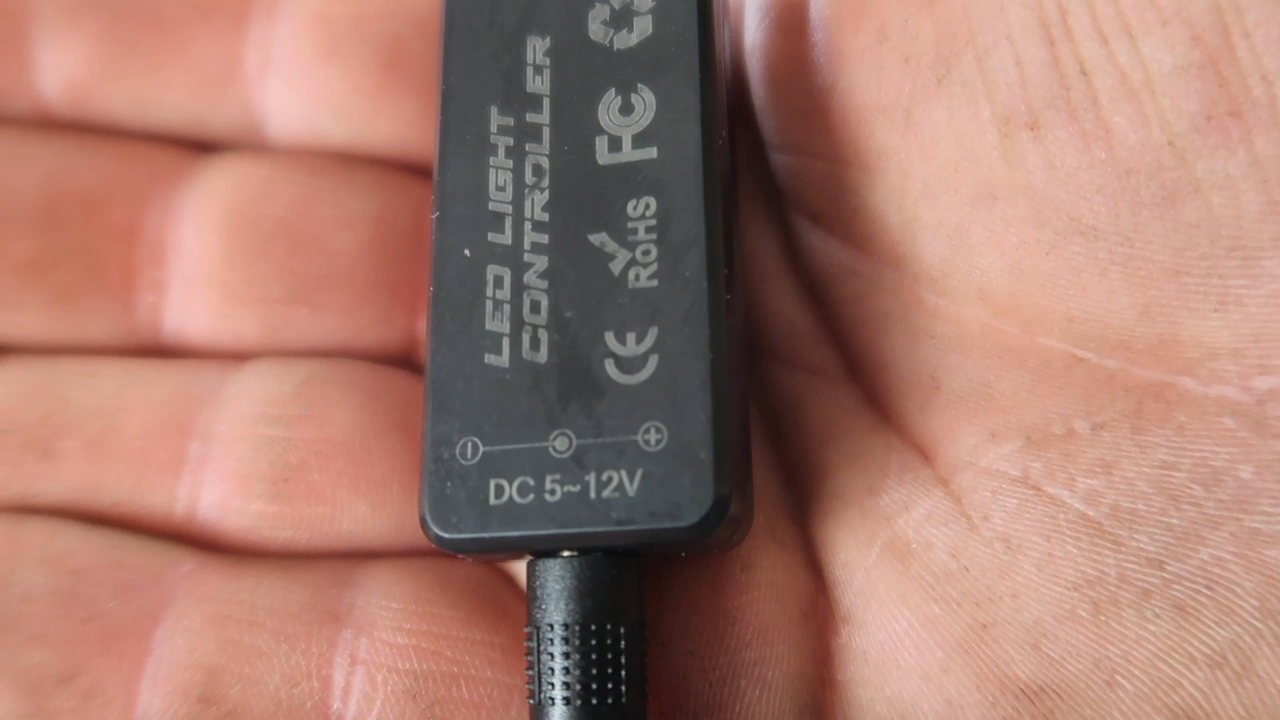 LED LIGHT
CONTROLLER
CE
RoHS
FC
DC 5~12V